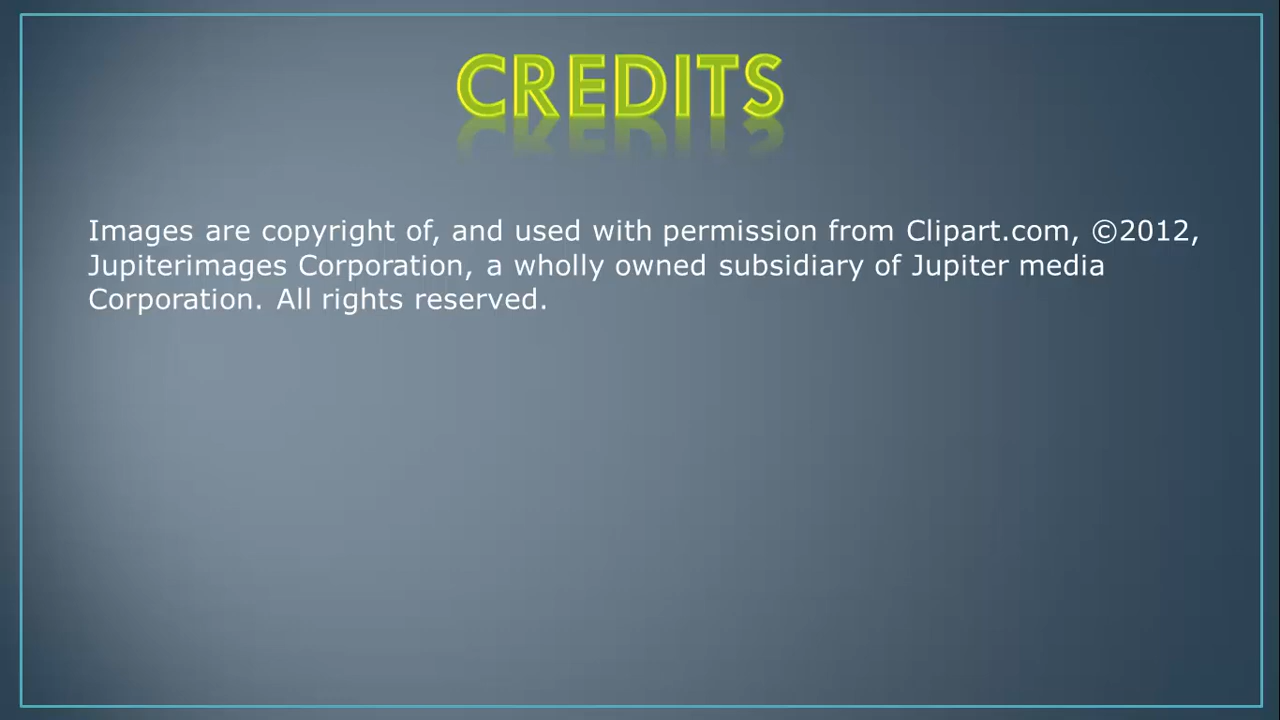 CREDITS
Images are copyright of, and used with permission from Clipart.com, ©2012,
Jupiterimages Corporation, a wholly owned subsidiary of Jupiter media
Corporation. All rights reserved.